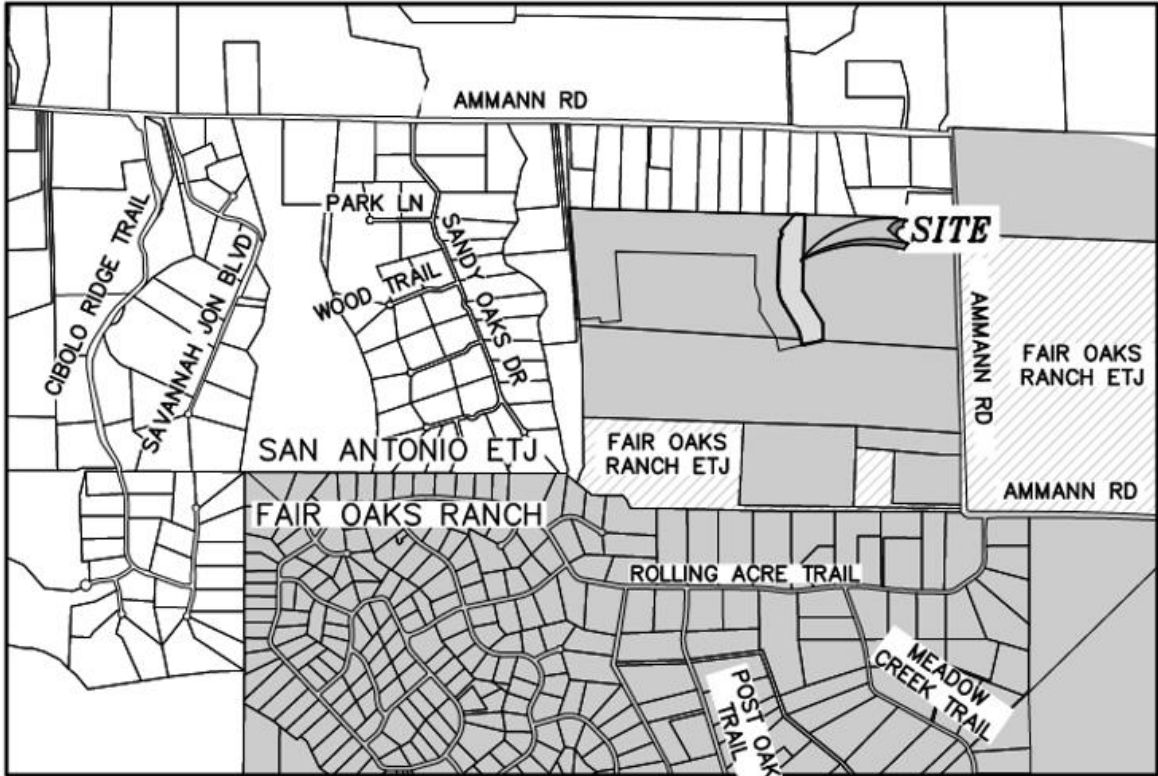 AMMANN RD
PARK LN
SANDY OAKS DR
SITE
CIBOLO RIDGE TRAIL
SAVANNAH JON BLVD
WOOD TRAIL
AMMANN RD
FAIR OAKS
RANCH ETJ
SAN ANTONIO ETJ
FAIR OAKS
RANCH ETJ
AMMANN RD
FAIR OAKS RANCH
ROLLING ACRE TRAIL
MEADOW
CREEK TRAIL
POST OAK
TRAIL